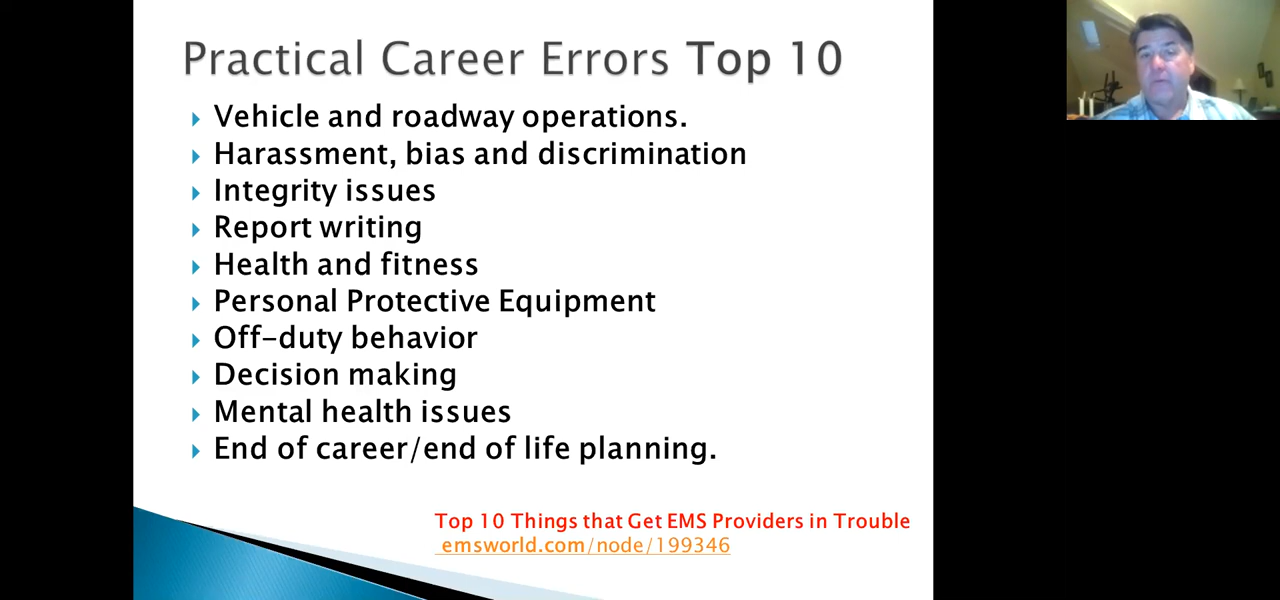 Practical Career Errors Top 10
Vehicle and roadway operations.
Harassment, bias and discrimination
Integrity issues
Report writing
Health and fitness
Personal Protective Equipment
Off-duty behavior
Decision making
Mental health issues
End of career/end of life planning.
Top 10 Things that Get EMS Providers in Trouble
emsworld.com/node/199346